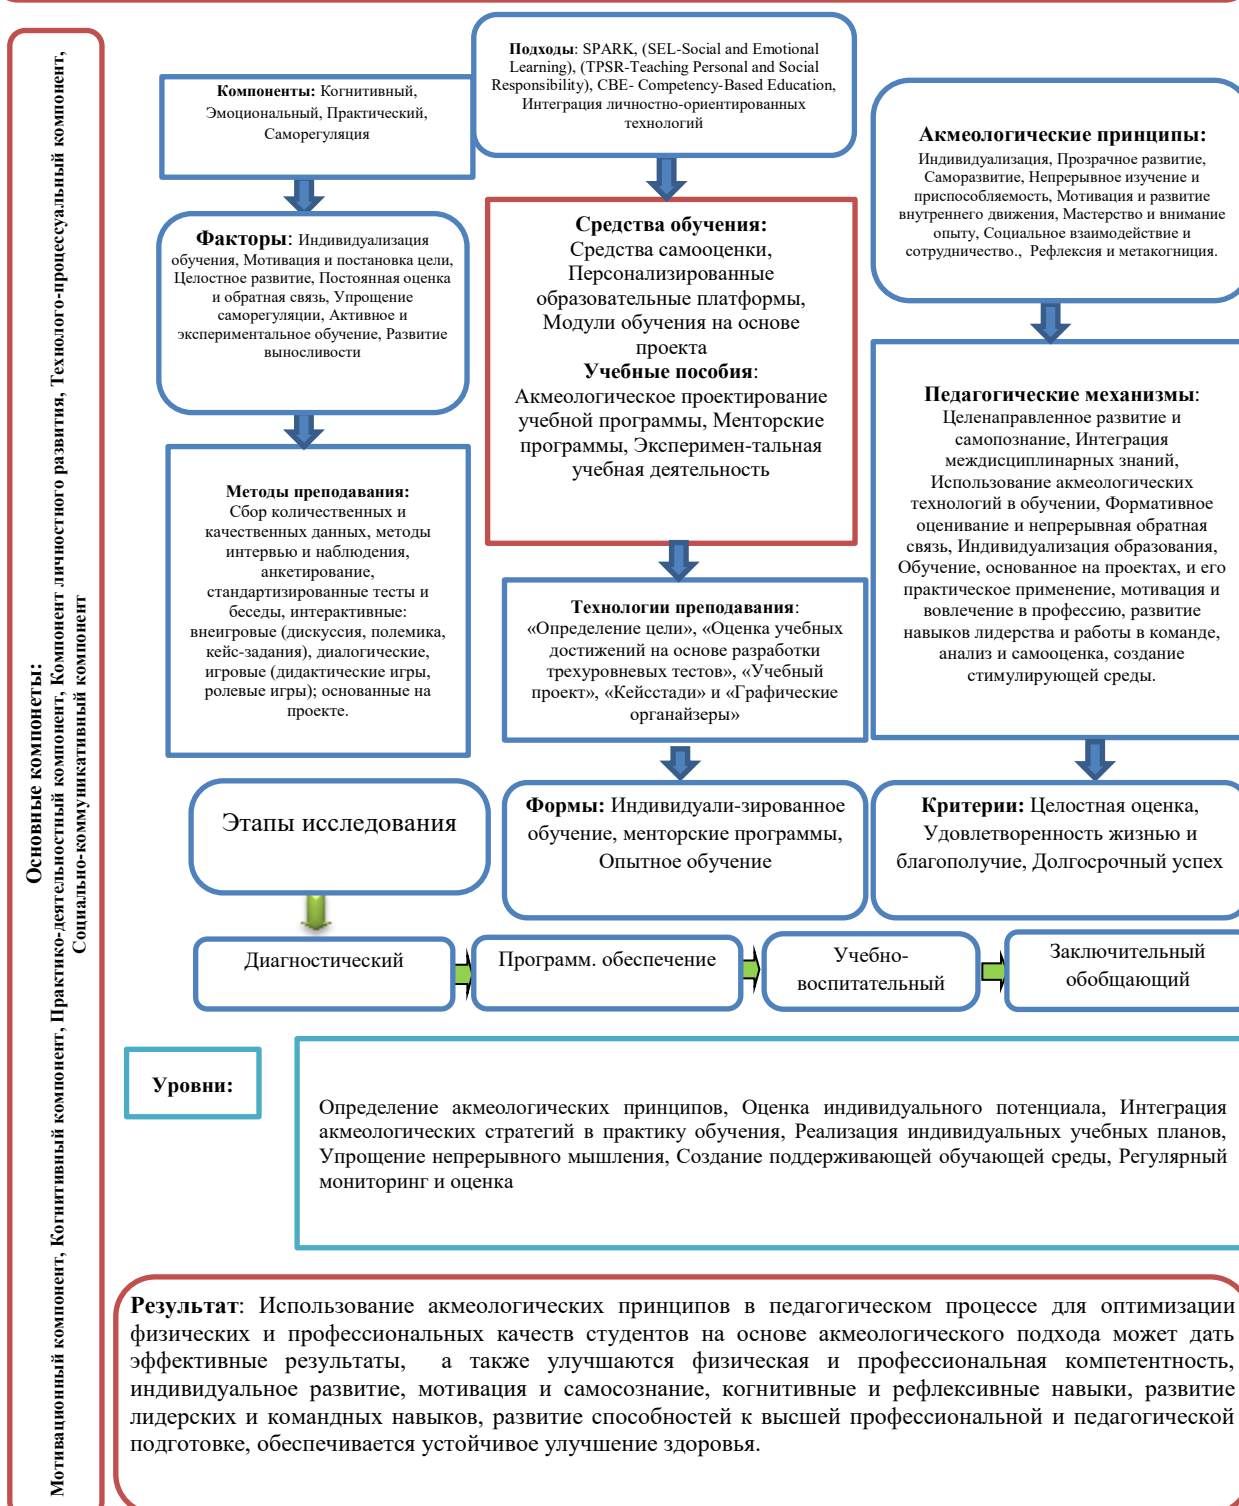 Основные компонеты:
Мотивационный компонент, Когнитивный компонент, Практико-деятельностный компонент, Компонент личностного развития, Технолого-процессуальный компонент,
Социально-коммуникативный компонент
Компоненты: Когнитивный,
Эмоциональный, Практический,
Саморегуляция
Факторы: Индивидуализация
обучения, Мотивация и постановка цели,
Целостное развитие, Постоянная оценка
и обратная связь, Упрощение
саморегуляции, Активное и
экспериментальное обучение, Развитие
выносливости
Методы преподавания:
Сбор количественных и
качественных данных, методы
интервью и наблюдения,
анкетирование,
стандартизированные тесты и
беседы, интерактивные:
внеигровые (дискуссия, полемика,
кейс-задания), диалогические,
игровые (дидактические игры,
ролевые игры); основанные на
проекте.
Подходы: SPARK, (SEL-Social and Emotional
Learning), (TPSR-Teaching Personal and Social
Responsibility), CBE- Competency-Based Education,
Интеграция личностно-ориентированных
технологий
Средства обучения:
Средства самооценки,
Персонализированные
образовательные платформы,
Модули обучения на основе
проекта
Учебные пособия:
Акмеологическое проектирование
учебной программы, Менторские
программы, Эксперимен-тальная
учебная деятельность
Технологии преподавания:
«Определение цели», «Оценка учебных
достижений на основе разработки
трехуровневых тестов», «Учебный
проект», «Кейсстади» и «Графические
органайзеры»
Формы: Индивидуали-зированное
обучение, менторские программы,
Опытное обучение
Акмеологические принципы:
Индивидуализация, Прозрачное развитие,
Саморазвитие, Непрерывное изучение и
приспособляемость, Мотивация и развитие
внутреннего движения, Мастерство и внимание
опыту, Социальное взаимодействие и
сотрудничество., Рефлексия и метакогниция.
Педагогические механизмы:
Целенаправленное развитие и
самопознание, Интеграция
междисциплинарных знаний,
Использование акмеологических
технологий в обучении, Формативное
оценивание и непрерывная обратная
связь, Индивидуализация образования,
Обучение, основанное на проектах, и его
практическое применение, мотивация и
вовлечение в профессию, развитие
навыков лидерства и работы в команде,
анализ и самооценка, создание
стимулирующей среды.
Критерии: Целостная оценка,
Удовлетворенность жизнью и
благополучие, Долгосрочный успех
Этапы исследования
Диагностический
Программ. обеспечение
Учебно-
воспитательный
Заключительный
обобщающий
Уровни:
Определение акмеологических принципов, Оценка индивидуального потенциала, Интеграция
акмеологических стратегий в практику обучения, Реализация индивидуальных учебных планов,
Упрощение непрерывного мышления, Создание поддерживающей обучающей среды, Регулярный
мониторинг и оценка
Результат: Использование акмеологических принципов в педагогическом процессе для оптимизации
физических и профессиональных качеств студентов на основе акмеологического подхода может дать
эффективные результаты, а также улучшаются физическая и профессиональная компетентность,
индивидуальное развитие, мотивация и самосознание, когнитивные и рефлексивные навыки, развитие
лидерских и командных навыков, развитие способностей к высшей профессиональной и педагогической
подготовке, обеспечивается устойчивое улучшение здоровья.